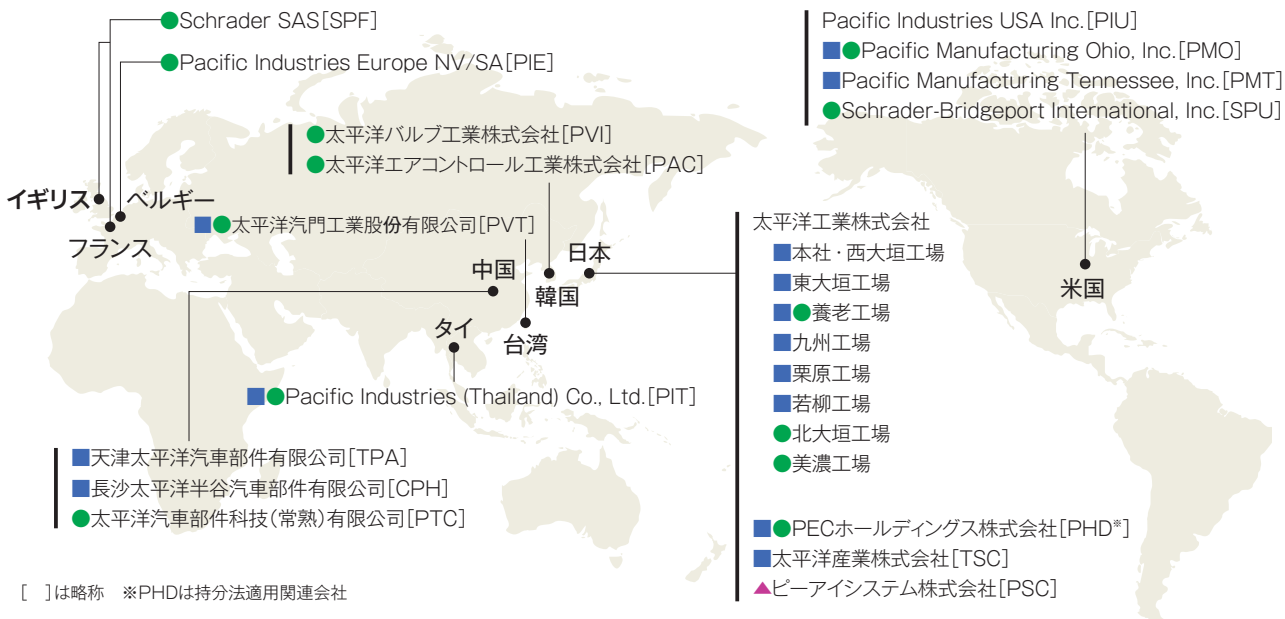 ●Schrader SAS[SPF]
●Pacific Industries Europe NV/SA[PIE]
イギリス
ベルギー
フランス
●太平洋バルブ工業株式会社[PVI]
●太平洋エアコントロール工業株式会社[PAC]
■●太平洋汽門工業股份有限公司[PVT]
中国
韓国
日本
タイ
台湾
■●Pacific Industries (Thailand) Co., Ltd.[PIT]
■天津太平洋汽車部件有限公司[TPA]
■長沙太平洋半谷汽車部件有限公司[CPH]
●太平洋汽車部件科技(常熟)有限公司[PTC]
[　]は略称　※PHDは持分法適用関連会社
Pacific Industries USA Inc.[PIU]
■●Pacific Manufacturing Ohio, Inc.[PMO]
■Pacific Manufacturing Tennessee, Inc.[PMT]
●Schrader-Bridgeport International, Inc.[SPU]
米国
太平洋工業株式会社
■本社・西大垣工場
■東大垣工場
■●養老工場
■九州工場
■栗原工場
■若柳工場
●北大垣工場
●美濃工場
■●PECホールディングス株式会社[PHD※]
■太平洋産業株式会社[TSC]
▲ピーアイシステム株式会社[PSC]